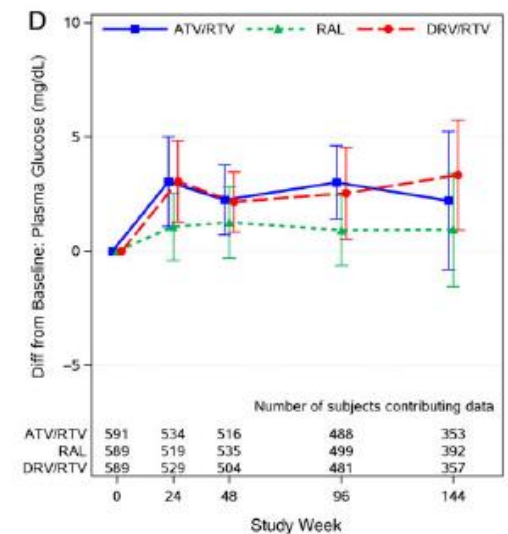 D
ATV/RTV RAL DRV/RTV
Diff from Baseline: Plasma Glucose (mg/dL)
10
5
0
−5
Number of subjects contributing data
ATV/RTV 591 534 516 488 353
RAL 589 519 535 499 392
DRV/RTV 589 529 504 481 357
0 24 48 96 144
Study Week